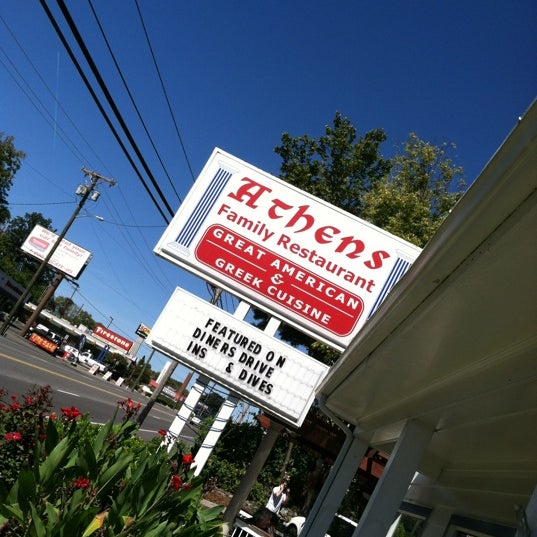 Athens
Family Restaurant
GREAT AMERICAN
&
GREEK CUISINE
FEATURED ON
DINERS DRIVE
INS & DIVES
Firestone